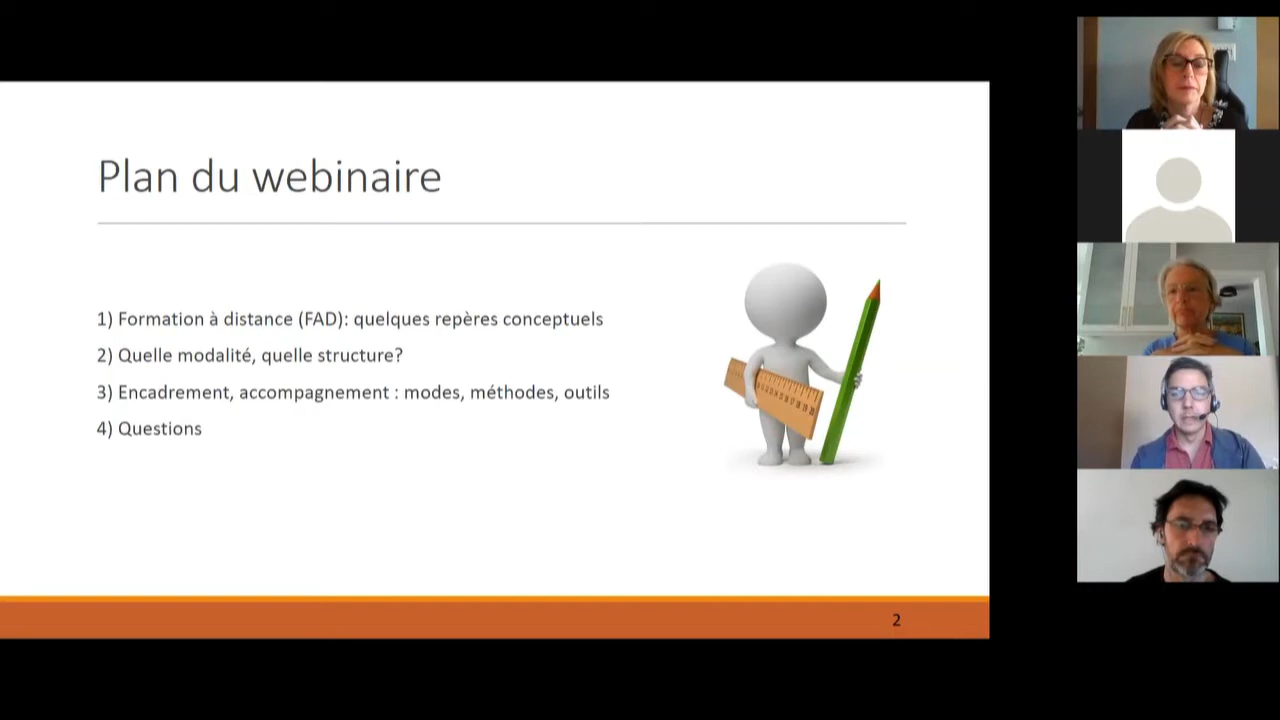 Plan du webinaire
1) Formation à distance (FAD): quelques repères conceptuels
2) Quelle modalité, quelle structure?
3) Encadrement, accompagnement : modes, méthodes, outils
4) Questions
2